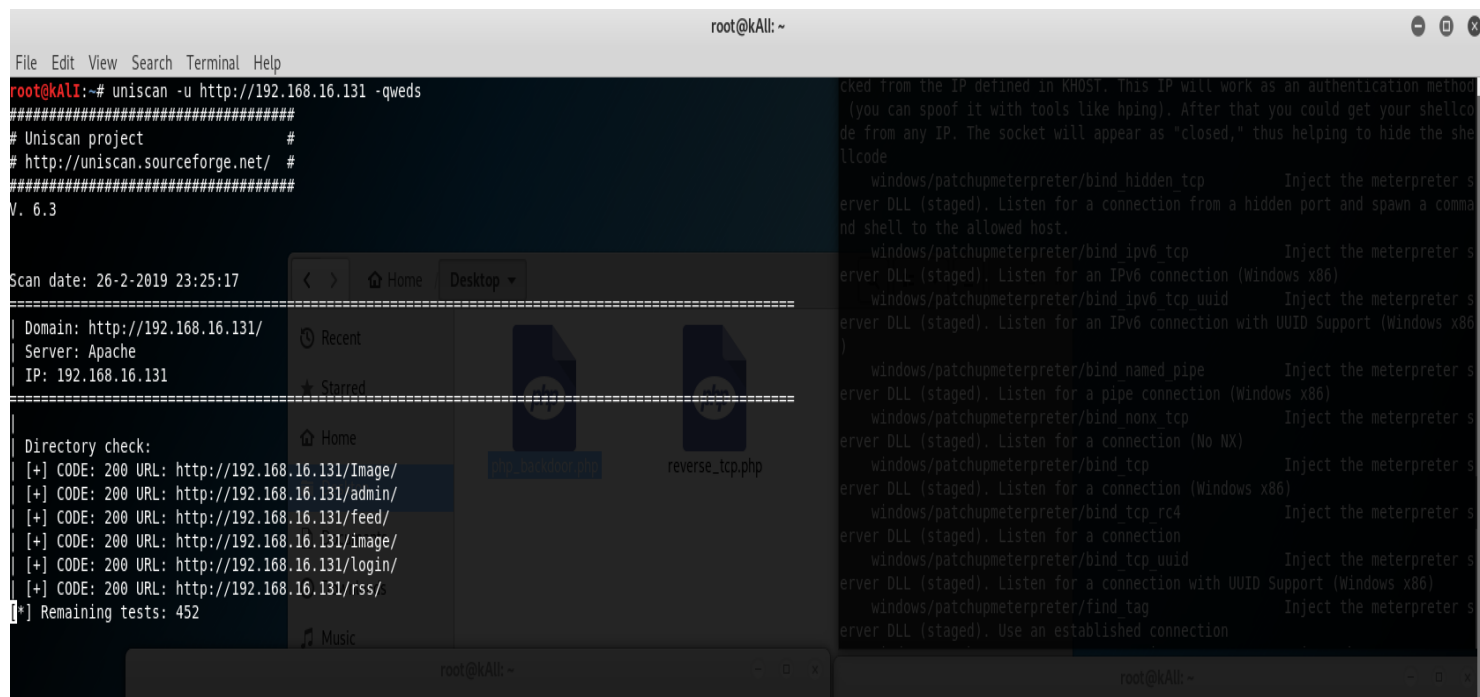 root@kAlI: ~
File Edit View Search Terminal Help
root@kAlI:~# uniscan -u http://192.168.16.131 -qweds
####################################
# Uniscan project #
# http://uniscan.sourceforge.net/ #
####################################
V. 6.3
Scan date: 26-2-2019 23:25:17
===================================================================================================
| Domain: http://192.168.16.131/
| Server: Apache
| IP: 192.168.16.131
===================================================================================================
|
| Directory check:
| [+] CODE: 200 URL: http://192.168.16.131/Image/
| [+] CODE: 200 URL: http://192.168.16.131/admin/
| [+] CODE: 200 URL: http://192.168.16.131/feed/
| [+] CODE: 200 URL: http://192.168.16.131/image/
| [+] CODE: 200 URL: http://192.168.16.131/login/
| [+] CODE: 200 URL: http://192.168.16.131/rss/
[*] Remaining tests: 452
Home Desktop
Recent
Starred
Home
Music
php
php
php_backdoor.php reverse_tcp.php
cked from the IP defined in KHOST. This IP will work as an authentication method
(you can spoof it with tools like hping). After that you could get your shellco
de from any IP. The socket will appear as "closed," thus helping to hide the she
llcode
windows/patchupmeterpreter/bind_hidden_tcp Inject the meterpreter s
erver DLL (staged). Listen for a connection from a hidden port and spawn a comma
nd shell to the allowed host.
windows/patchupmeterpreter/bind_ipv6_tcp Inject the meterpreter s
erver DLL (staged). Listen for an IPv6 connection (Windows x86)
windows/patchupmeterpreter/bind_ipv6_tcp_uuid Inject the meterpreter s
erver DLL (staged). Listen for an IPv6 connection with UUID Support (Windows x86
)
windows/patchupmeterpreter/bind_named_pipe Inject the meterpreter s
erver DLL (staged). Listen for a pipe connection (Windows x86)
windows/patchupmeterpreter/bind_nonx_tcp Inject the meterpreter s
erver DLL (staged). Listen for a connection (No NX)
windows/patchupmeterpreter/bind_tcp Inject the meterpreter s
erver DLL (staged). Listen for a connection (Windows x86)
windows/patchupmeterpreter/bind_tcp_rc4 Inject the meterpreter s
erver DLL (staged). Listen for a connection
windows/patchupmeterpreter/bind_tcp_uuid Inject the meterpreter s
erver DLL (staged). Listen for a connection with UUID Support (Windows x86)
windows/patchupmeterpreter/find_tag Inject the meterpreter s
erver DLL (staged). Use an established connection
root@kAlI: ~
root@kAlI: ~